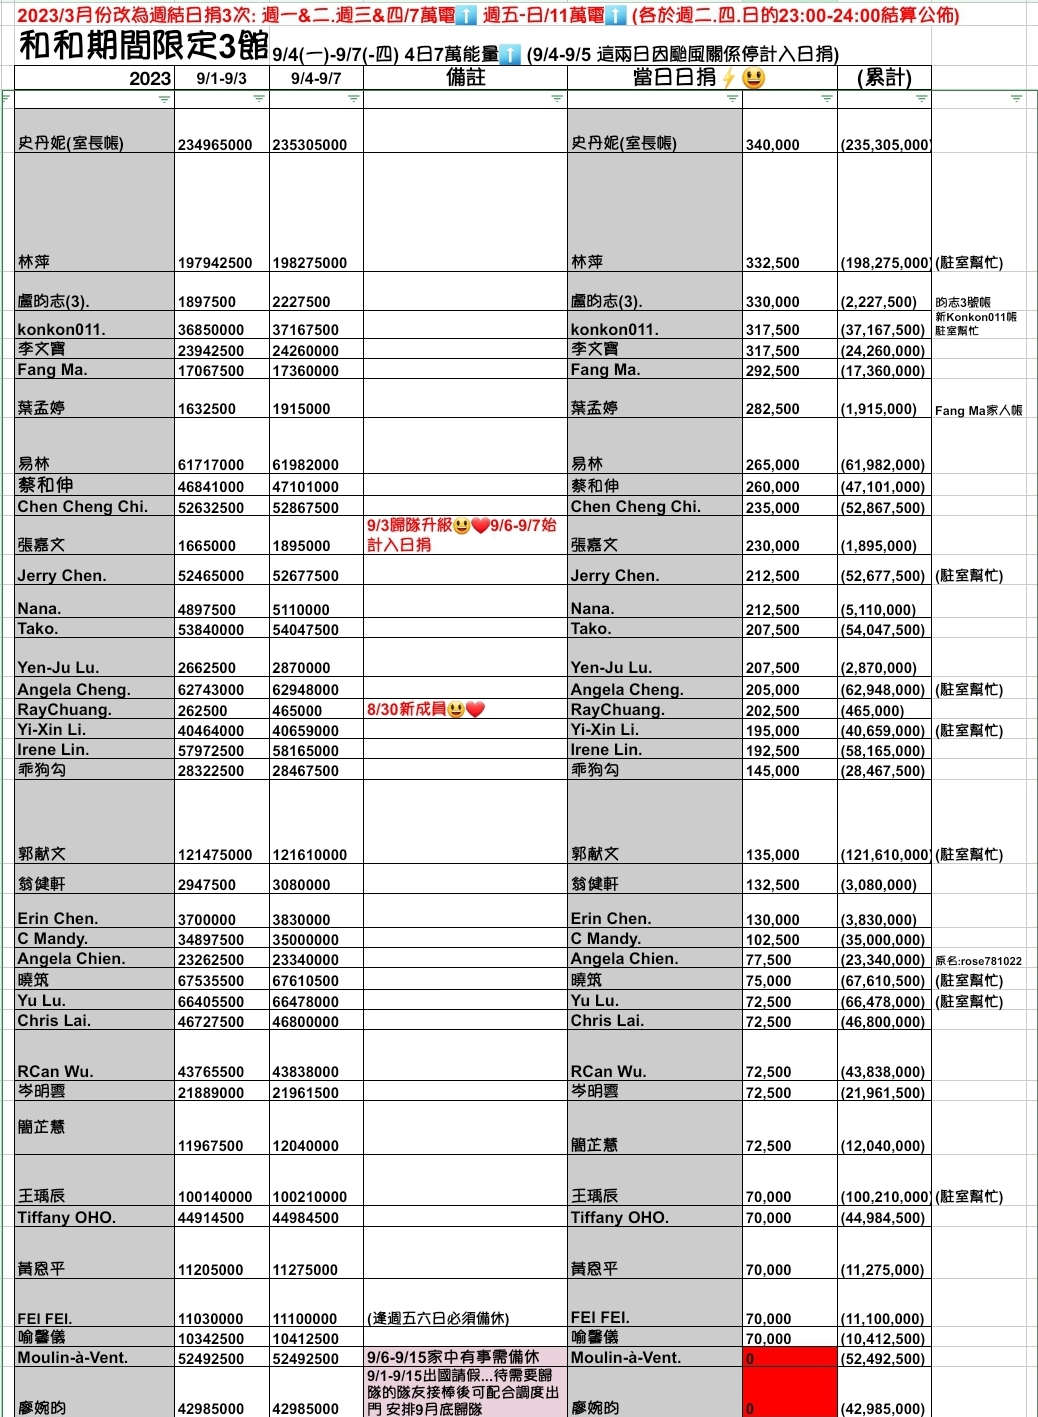 2023/3月份改為週結日捐3次: 週一&二.週三&四/7萬電⬆️ 週五-日/11萬電⬆️ (各於週二.四.日的23:00-24:00結算公佈)
和和期間限定3館 9/4(一)-9/7(-四) 4日7萬能量⬆️ (9/4-9/5 這兩日因颱風關係停計入日捐)
2023 9/1-9/3 9/4-9/7 備註 當日日捐⚡😃 (累計)
史丹妮(室長帳) 234965000 235305000 史丹妮(室長帳) 340,000 (235,305,000)
林萍 197942500 198275000 林萍 332,500 (198,275,000) (駐室幫忙)
盧昀志(3). 1897500 2227500 盧昀志(3). 330,000 (2,227,500) 昀志3號帳
新Konkon011帳
konkon011. 36850000 37167500 konkon011. 317,500 (37,167,500) 駐室幫忙
李文寶 23942500 24260000 李文寶 317,500 (24,260,000)
Fang Ma. 17067500 17360000 Fang Ma. 292,500 (17,360,000)
葉孟婷 1632500 1915000 葉孟婷 282,500 (1,915,000) Fang Ma家人帳
易林 61717000 61982000 易林 265,000 (61,982,000)
蔡和伸 46841000 47101000 蔡和伸 260,000 (47,101,000)
Chen Cheng Chi. 52632500 52867500 Chen Cheng Chi. 235,000 (52,867,500)
9/3歸隊升級😃❤️9/6-9/7始
張嘉文 1665000 1895000 計入日捐 張嘉文 230,000 (1,895,000)
Jerry Chen. 52465000 52677500 Jerry Chen. 212,500 (52,677,500) (駐室幫忙)
Nana. 4897500 5110000 Nana. 212,500 (5,110,000)
Tako. 53840000 54047500 Tako. 207,500 (54,047,500)
Yen-Ju Lu. 2662500 2870000 Yen-Ju Lu. 207,500 (2,870,000)
Angela Cheng. 62743000 62948000 Angela Cheng. 205,000 (62,948,000) (駐室幫忙)
RayChuang. 262500 465000 8/30新成員😃❤️ RayChuang. 202,500 (465,000)
Yi-Xin Li. 40464000 40659000 Yi-Xin Li. 195,000 (40,659,000) (駐室幫忙)
Irene Lin. 57972500 58165000 Irene Lin. 192,500 (58,165,000)
乖狗勾 28322500 28467500 乖狗勾 145,000 (28,467,500)
郭献文 121475000 121610000 郭献文 135,000 (121,610,000) (駐室幫忙)
翁健軒 2947500 3080000 翁健軒 132,500 (3,080,000)
Erin Chen. 3700000 3830000 Erin Chen. 130,000 (3,830,000)
C Mandy. 34897500 35000000 C Mandy. 102,500 (35,000,000)
Angela Chien. 23262500 23340000 Angela Chien. 77,500 (23,340,000) 原名:rose781022
曉筑 67535500 67610500 曉筑 75,000 (67,610,500) (駐室幫忙)
Yu Lu. 66405500 66478000 Yu Lu. 72,500 (66,478,000) (駐室幫忙)
Chris Lai. 46727500 46800000 Chris Lai. 72,500 (46,800,000)
RCan Wu. 43765500 43838000 RCan Wu. 72,500 (43,838,000)
岑明雲 21889000 21961500 岑明雲 72,500 (21,961,500)
簡芷慧 11967500 12040000 簡芷慧 72,500 (12,040,000)
王瑀辰 100140000 100210000 王瑀辰 70,000 (100,210,000) (駐室幫忙)
Tiffany OHO. 44914500 44984500 Tiffany OHO. 70,000 (44,984,500)
黃恩平 11205000 11275000 黃恩平 70,000 (11,275,000)
FEI FEI. 11030000 11100000 (逢週五六日必須備休) FEI FEI. 70,000 (11,100,000)
喻馨儀 10342500 10412500 喻馨儀 70,000 (10,412,500)
Moulin-à-Vent. 52492500 52492500 9/6-9/15家中有事需備休 Moulin-à-Vent. 0 (52,492,500)
9/1-9/15出國請假...待需要歸
隊的隊友接棒後可配合調度出
廖婉昀 42985000 42985000 門 安排9月底歸隊 廖婉昀 0 (42,985,000)